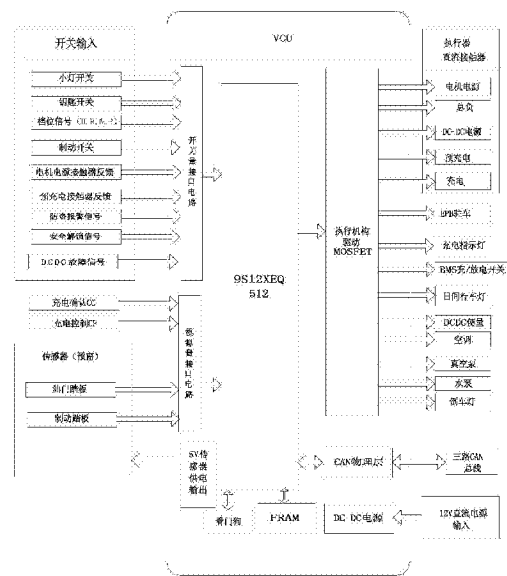 开关输入
VCU
执行器
直流接触器
小灯开关
钥匙开关
档位信号
制动开关
电机电源接触器反馈
预充电接触器反馈
防盗报警信号
安全解锁信号
DCDC故障信号
开关量接口电路
电机电源
总负
DC-DC电源
预充电
充电
EPB驻车
充电指示灯
BMS充/放电开关
日间行车灯
DCDC使能
空调
真空泵
水泵
倒车灯
执行机构
驱动
MOSFET
9S12XEQ
512
充电确认CC
充电控制CP
传感器（预留）
油门踏板
制动踏板
模拟量接口电路
5V传
感器
供电
输出
看门狗
FRAM
CAN物理层
三路CAN
总线
DC-DC电源
12V直流电源
输入